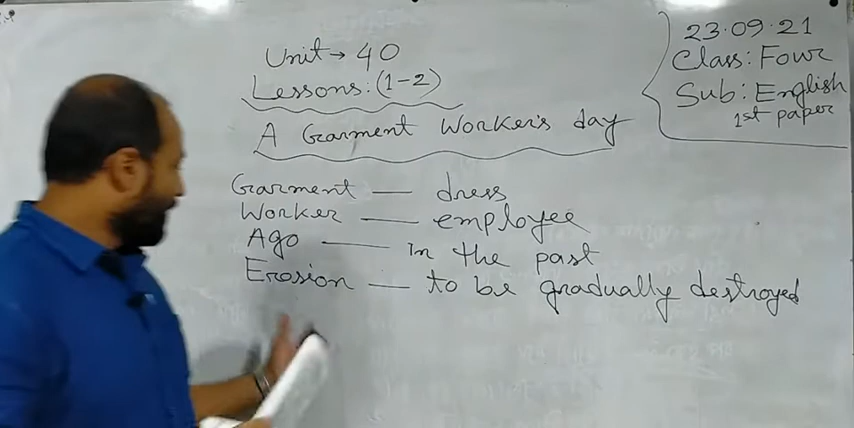 Unit → 40
Lessons: (1-2)
A Garment Worker's day
23.09.21
Class: Four
Sub: English
1st paper
Garment — dress
Worker — employee
Ago — in the past
Erosion — to be gradually destroyed